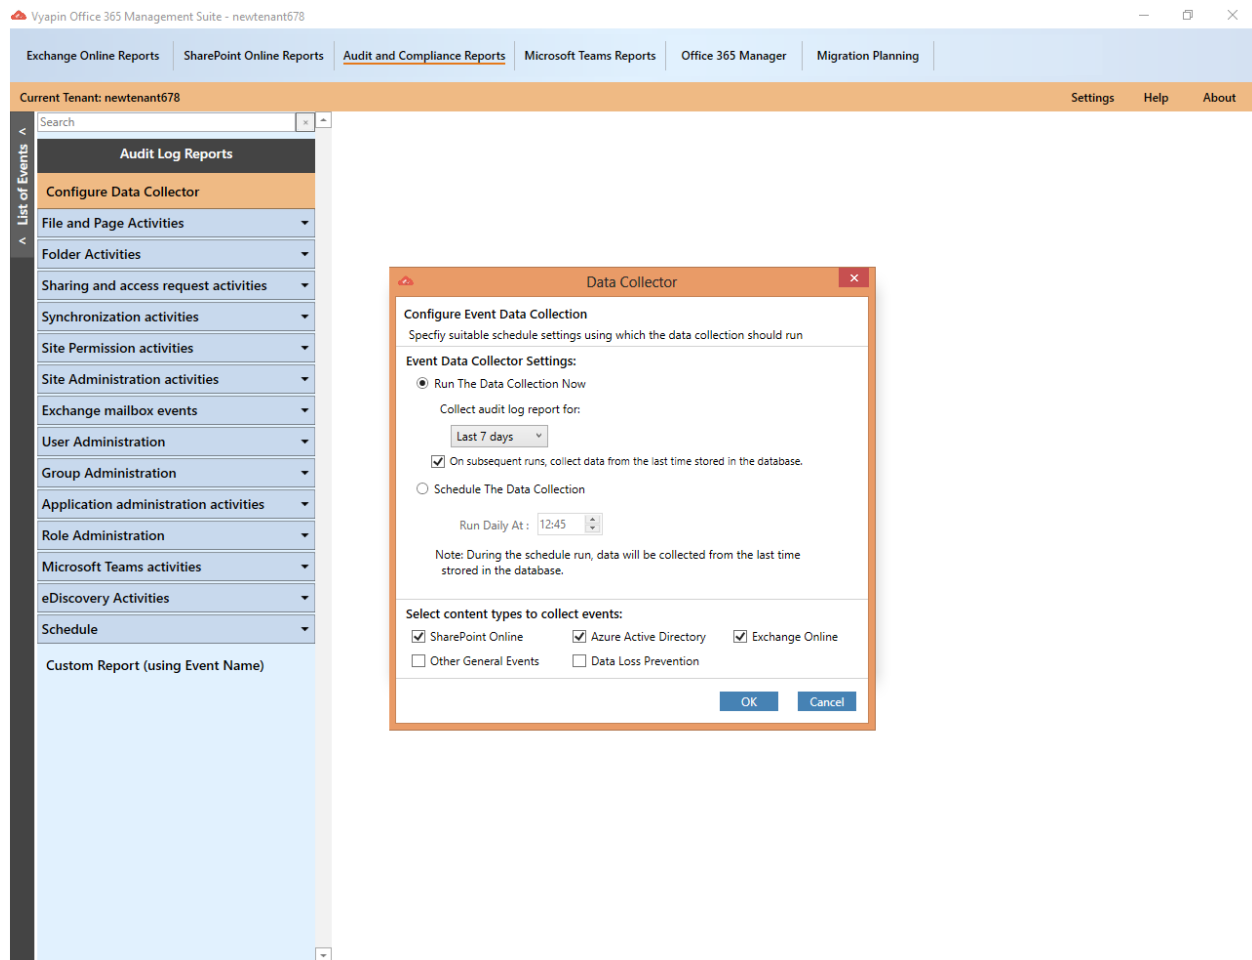 Vyapin Office 365 Management Suite - newtenant678
Exchange Online Reports
SharePoint Online Reports
Audit and Compliance Reports
Microsoft Teams Reports
Office 365 Manager
Migration Planning
Current Tenant: newtenant678
Settings
Help
About
< List of Events <
Search
Audit Log Reports
Configure Data Collector
File and Page Activities
Folder Activities
Sharing and access request activities
Synchronization activities
Site Permission activities
Site Administration activities
Exchange mailbox events
User Administration
Group Administration
Application administration activities
Role Administration
Microsoft Teams activities
eDiscovery Activities
Schedule
Custom Report (using Event Name)
Data Collector
Configure Event Data Collection
Specfiy suitable schedule settings using which the data collection should run
Event Data Collector Settings:
Run The Data Collection Now
Collect audit log report for:
Last 7 days
On subsequent runs, collect data from the last time stored in the database.
Schedule The Data Collection
Run Daily At : 12:45
Note: During the schedule run, data will be collected from the last time
strored in the database.
Select content types to collect events:
SharePoint Online
Azure Active Directory
Exchange Online
Other General Events
Data Loss Prevention
OK
Cancel